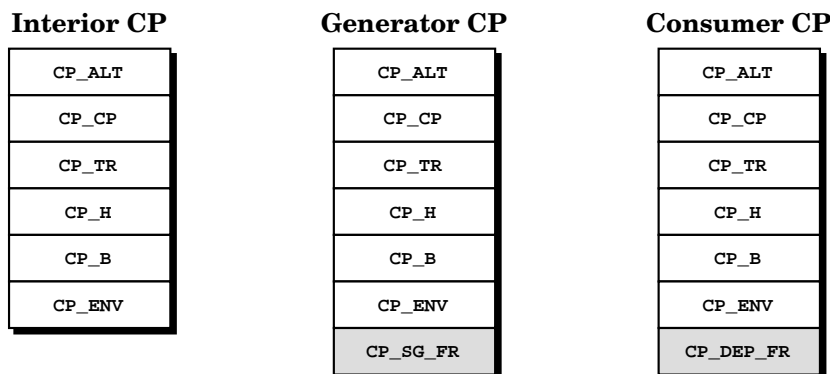 Interior CP
CP_ALT
CP_CP
CP_TR
CP_H
CP_B
CP_ENV
Generator CP
CP_ALT
CP_CP
CP_TR
CP_H
CP_B
CP_ENV
CP_SG_FR
Consumer CP
CP_ALT
CP_CP
CP_TR
CP_H
CP_B
CP_ENV
CP_DEP_FR